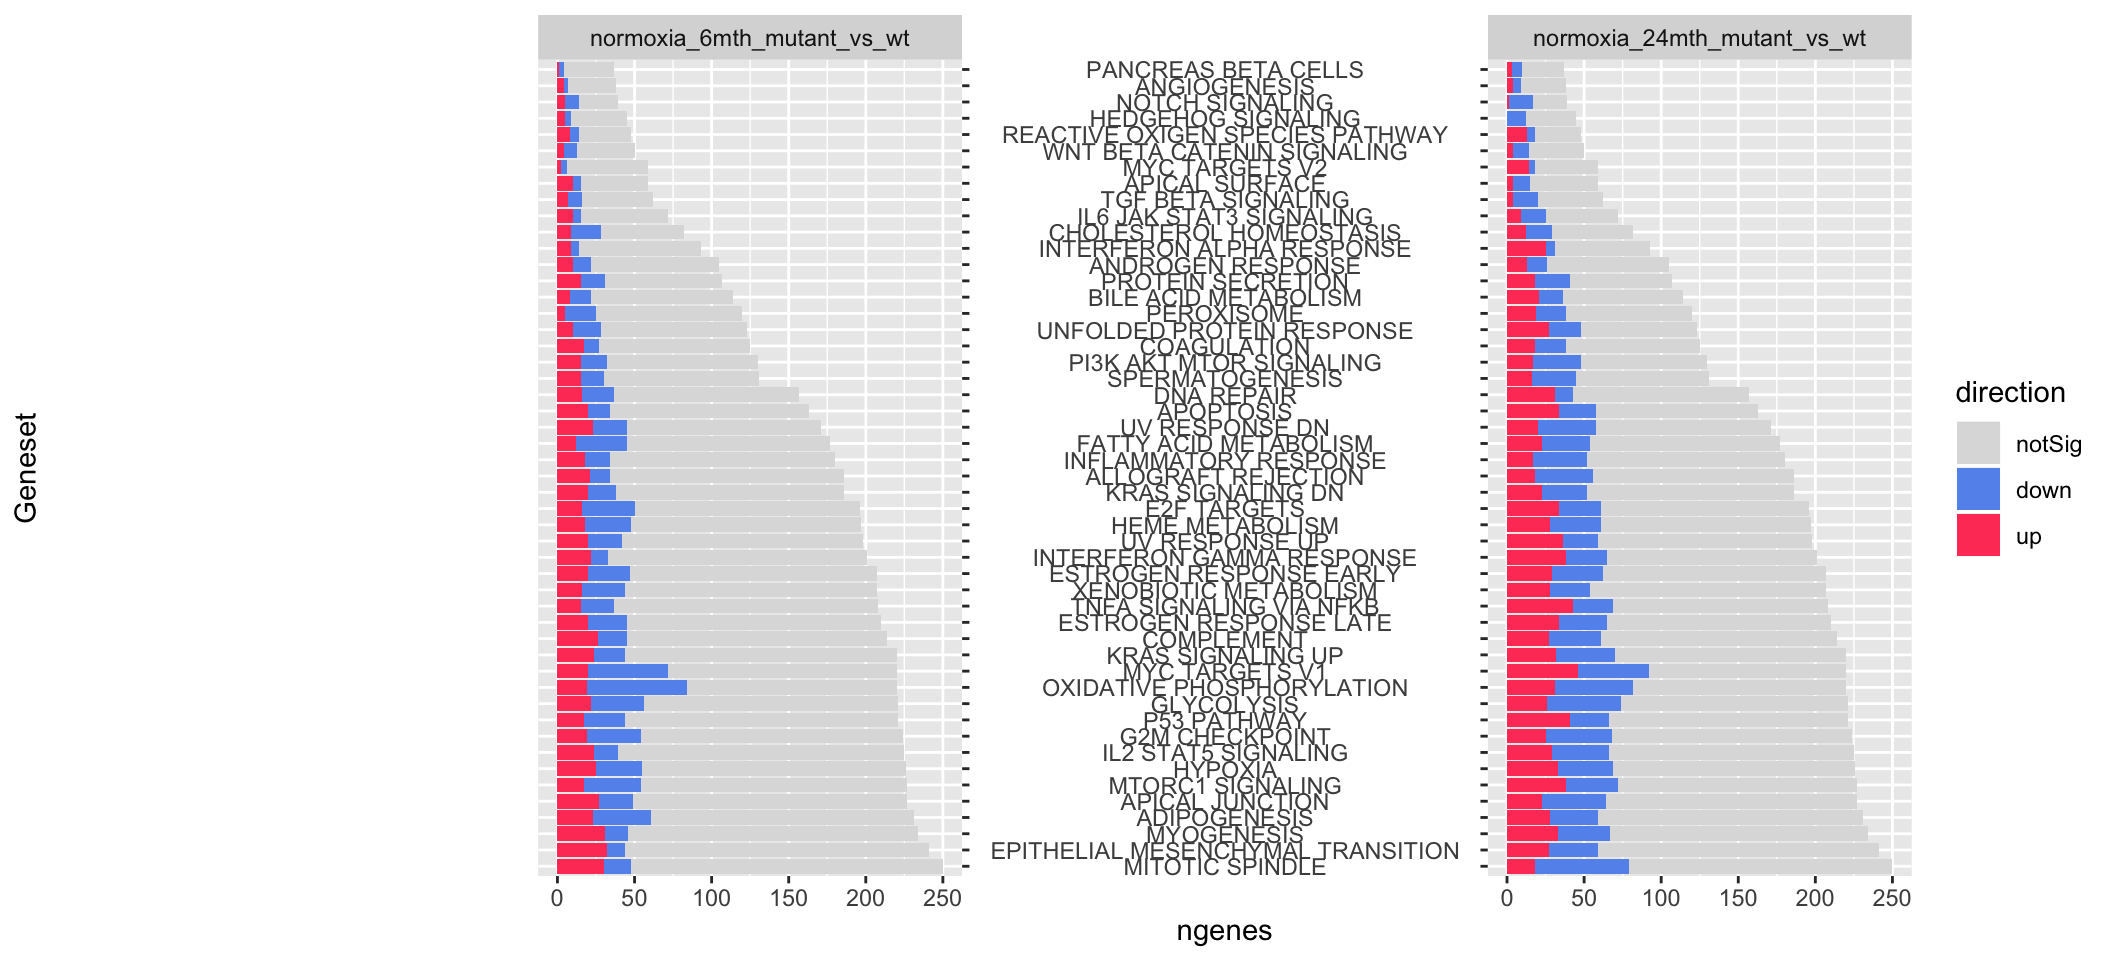 normoxia_6mth_mutant_vs_wt
normoxia_24mth_mutant_vs_wt
Geneset
PANCREAS BETA CELLS
ANGIOGENESIS
NOTCH SIGNALING
HEDGEHOG SIGNALING
REACTIVE OXIGEN SPECIES PATHWAY
WNT BETA CATENIN SIGNALING
MYC TARGETS V2
APICAL SURFACE
TGF BETA SIGNALING
IL6 JAK STAT3 SIGNALING
CHOLESTEROL HOMEOSTASIS
INTERFERON ALPHA RESPONSE
ANDROGEN RESPONSE
PROTEIN SECRETION
BILE ACID METABOLISM
PEROXISOME
UNFOLDED PROTEIN RESPONSE
COAGULATION
PI3K AKT MTOR SIGNALING
SPERMATOGENESIS
DNA REPAIR
APOPTOSIS
UV RESPONSE DN
FATTY ACID METABOLISM
INFLAMMATORY RESPONSE
ALLOGRAFT REJECTION
KRAS SIGNALING DN
E2F TARGETS
HEME METABOLISM
UV RESPONSE UP
INTERFERON GAMMA RESPONSE
ESTROGEN RESPONSE EARLY
XENOBIOTIC METABOLISM
TNFA SIGNALING VIA NFKB
ESTROGEN RESPONSE LATE
COMPLEMENT
KRAS SIGNALING UP
MYC TARGETS V1
OXIDATIVE PHOSPHORYLATION
GLYCOLYSIS
P53 PATHWAY
G2M CHECKPOINT
IL2 STAT5 SIGNALING
HYPOXIA
MTORC1 SIGNALING
APICAL JUNCTION
ADIPOGENESIS
MYOGENESIS
EPITHELIAL MESENCHYMAL TRANSITION
MITOTIC SPINDLE
0 50 100 150 200 250
0 50 100 150 200 250
ngenes
direction
notSig
down
up